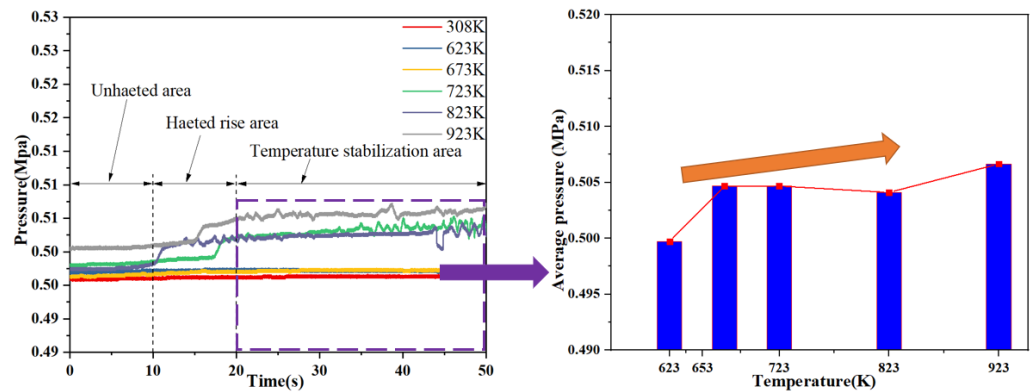 0.53
0.53
0.52
0.52
0.51
0.51
0.50
0.50
0.49
0.49
Pressure(Mpa)
308K
623K
673K
723K
823K
923K
Unhaeted area
Haeted rise area
Temperature stabilization area
0 10 20 30 40 50
Time(s)
0.520
0.515
0.510
0.505
0.500
0.495
0.490
Average pressure (MPa)
623 653 723 823 923
Temperature(K)